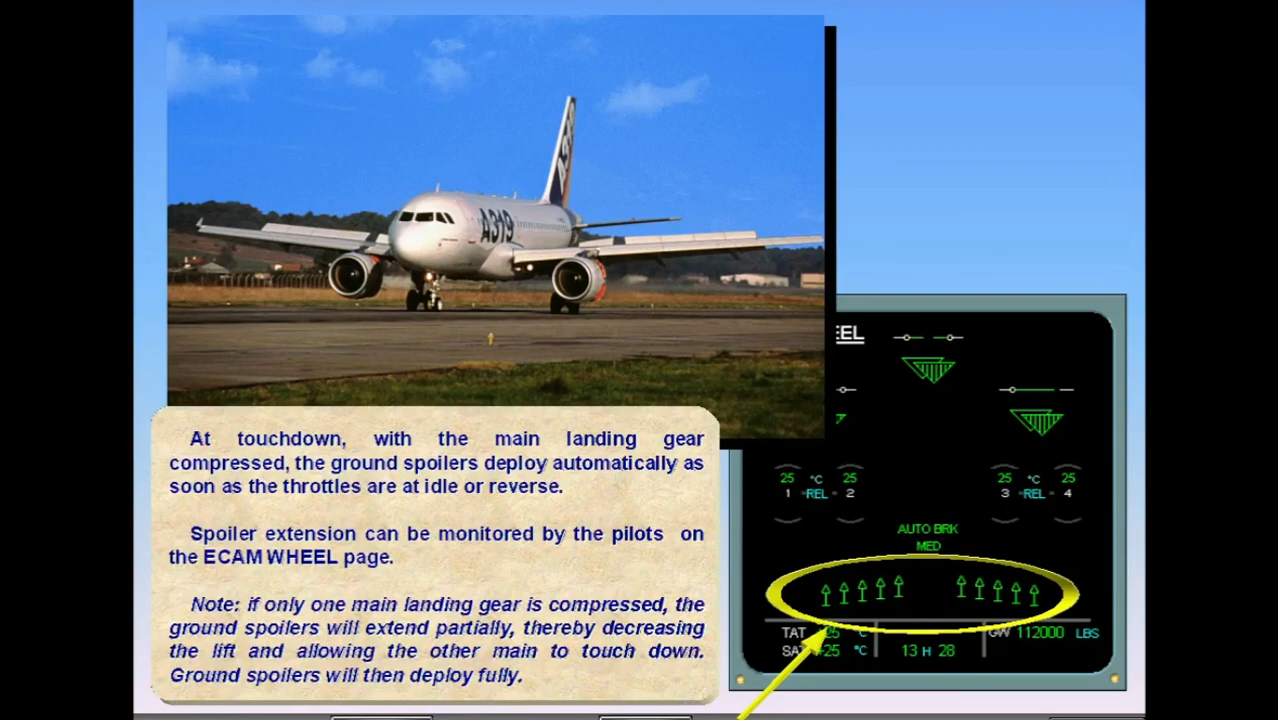 A319
EEL
At touchdown, with the main landing gear
compressed, the ground spoilers deploy automatically as
soon as the throttles are at idle or reverse.
Spoiler extension can be monitored by the pilots on
the ECAM WHEEL page.
Note: if only one main landing gear is compressed, the
ground spoilers will extend partially, thereby decreasing
the lift and allowing the other main to touch down.
Ground spoilers will then deploy fully.
25 °C 25 25 °C 25
1 REL 2 3 REL 4
AUTO BRK
MED
TAT +25 °C GW 112000 LBS
SAT +25 °C 13 H 28